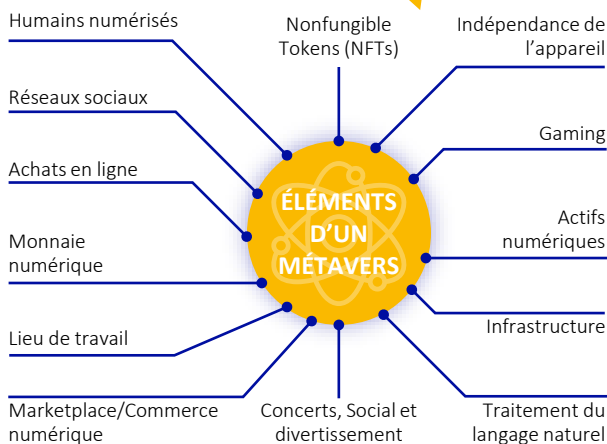 Humains numérisés
Nonfungible
Tokens (NFTs)
Indépendance de
l’appareil
Réseaux sociaux
Gaming
Achats en ligne
ÉLÉMENTS
D’UN
MÉTAVERS
Actifs
numériques
Monnaie
numérique
Infrastructure
Lieu de travail
Marketplace/Commerce
numérique
Concerts, Social et
divertissement
Traitement du
langage naturel